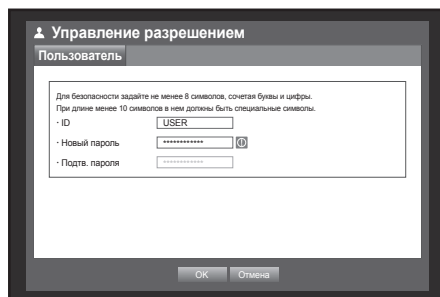 Управление разрешением
Пользователь
Для безопасности задайте не менее 8 символов, сочетая буквы и цифры.
При длине менее 10 символов в нем должны быть специальные символы.
· ID USER
· Новый пароль ************
· Подтв. пароля ************
OK Отмена